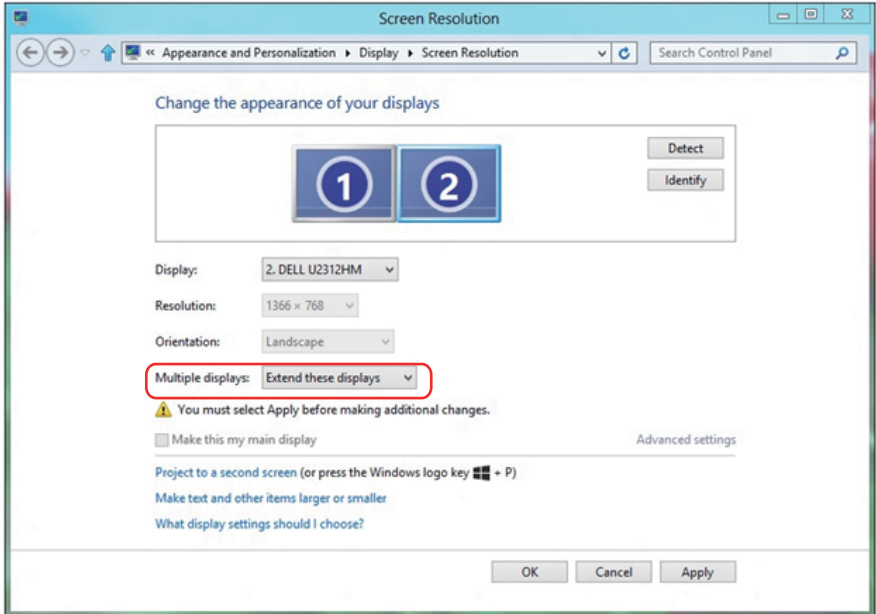 Screen Resolution
« Appearance and Personalization ▸ Display ▸ Screen Resolution
Search Control Panel
Change the appearance of your displays
1
2
Detect
Identify
Display: 2. DELL U2312HM
Resolution: 1366 × 768
Orientation: Landscape
Multiple displays: Extend these displays
You must select Apply before making additional changes.
Make this my main display
Advanced settings
Project to a second screen (or press the Windows logo key + P)
Make text and other items larger or smaller
What display settings should I choose?
OK
Cancel
Apply